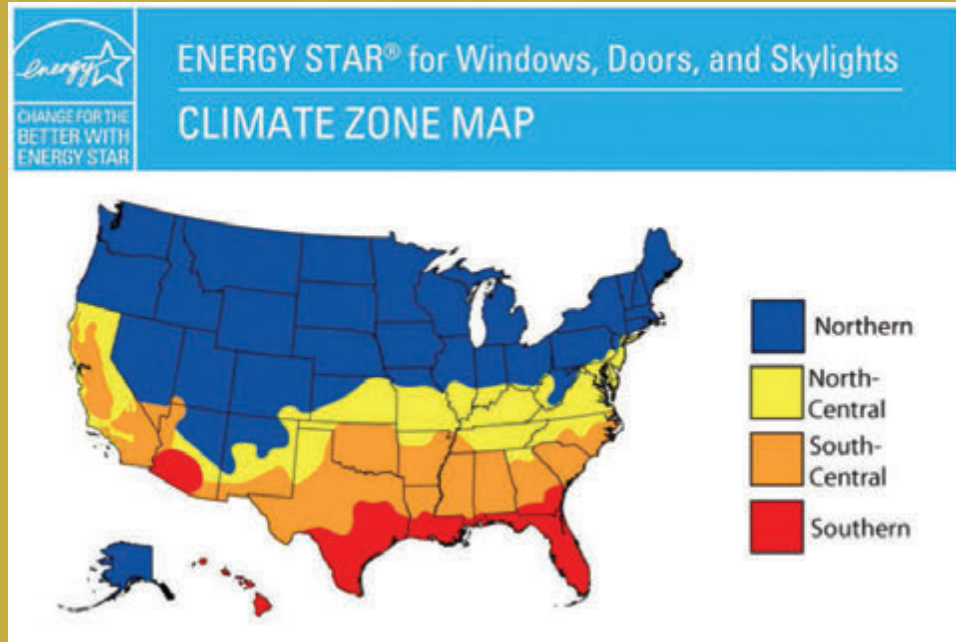 energy
CHANGE FOR THE
BETTER WITH
ENERGY STAR
ENERGY STAR® for Windows, Doors, and Skylights
CLIMATE ZONE MAP
Northern
North-
Central
South-
Central
Southern